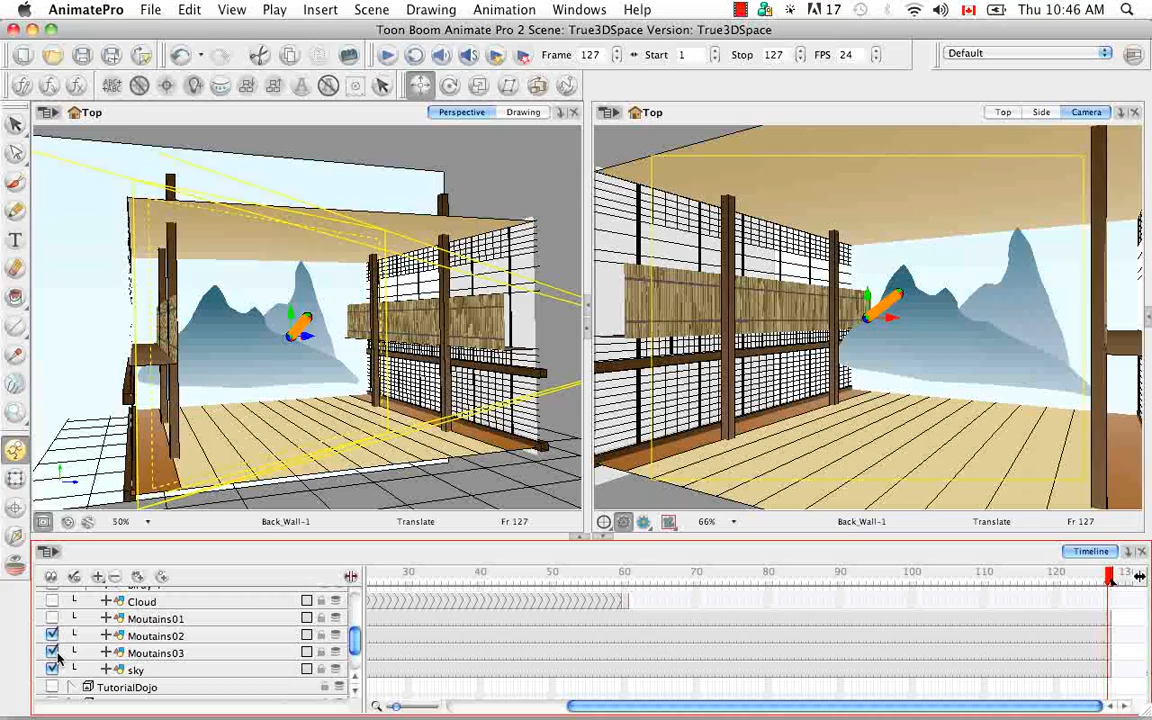 AnimatePro File Edit View Play Insert Scene Drawing Animation Windows Help 17 Thu 10:46 AM
Toon Boom Animate Pro 2 Scene: True3DSpace Version: True3DSpace
Frame 127 Start 1 Stop 127 FPS 24 Default
Top Perspective Drawing Top Top Side Camera
50% Back_Wall-1 Translate Fr 127 66% Back_Wall-1 Translate Fr 127
Timeline
30 40 50 60 70 80 90 100 110 120
Cloud
Moutains01
Moutains02
Moutains03
sky
TutorialDojo